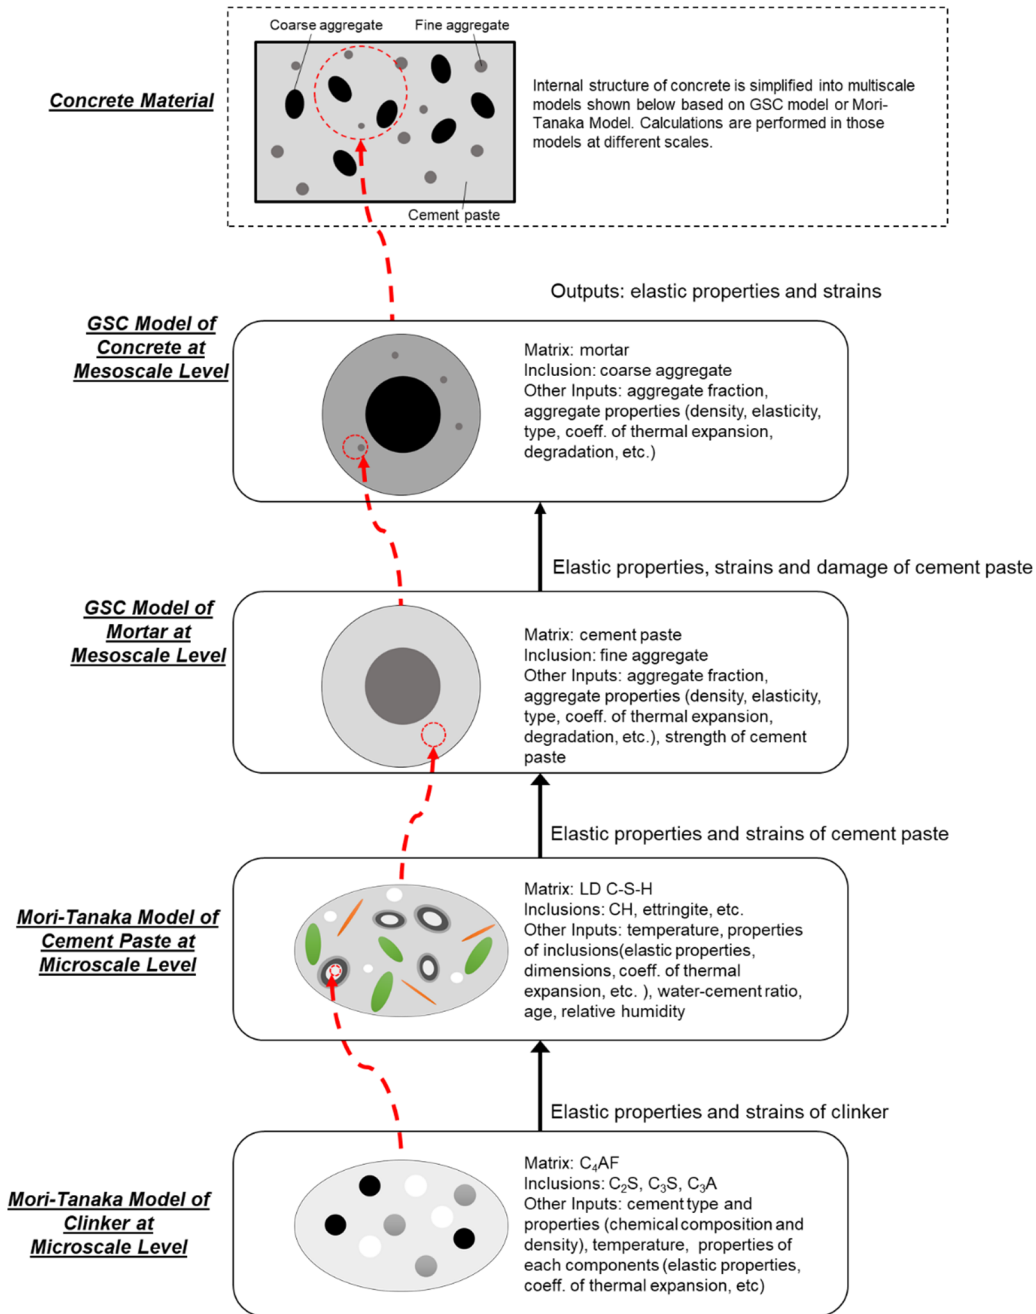 Coarse aggregate
Fine aggregate
Concrete Material
Internal structure of concrete is simplified into multiscale
models shown below based on GSC model or Mori-
Tanaka Model. Calculations are performed in those
models at different scales.
Cement paste
Outputs: elastic properties and strains
GSC Model of
Concrete at
Mesoscale Level
Matrix: mortar
Inclusion: coarse aggregate
Other Inputs: aggregate fraction,
aggregate properties (density, elasticity,
type, coeff. of thermal expansion,
degradation, etc.)
Elastic properties, strains and damage of cement paste
GSC Model of
Mortar at
Mesoscale Level
Matrix: cement paste
Inclusion: fine aggregate
Other Inputs: aggregate fraction,
aggregate properties (density, elasticity,
type, coeff. of thermal expansion,
degradation, etc.), strength of cement
paste
Elastic properties and strains of cement paste
Mori-Tanaka Model of
Cement Paste at
Microscale Level
Matrix: LD C-S-H
Inclusions: CH, ettringite, etc.
Other Inputs: temperature, properties
of inclusions(elastic properties,
dimensions, coeff. of thermal
expansion, etc. ), water-cement ratio,
age, relative humidity
Elastic properties and strains of clinker
Mori-Tanaka Model of
Clinker at
Microscale Level
Matrix: C₄AF
Inclusions: C₂S, C₃S, C₃A
Other Inputs: cement type and
properties (chemical composition and
density), temperature, properties of
each components (elastic properties,
coeff. of thermal expansion, etc)